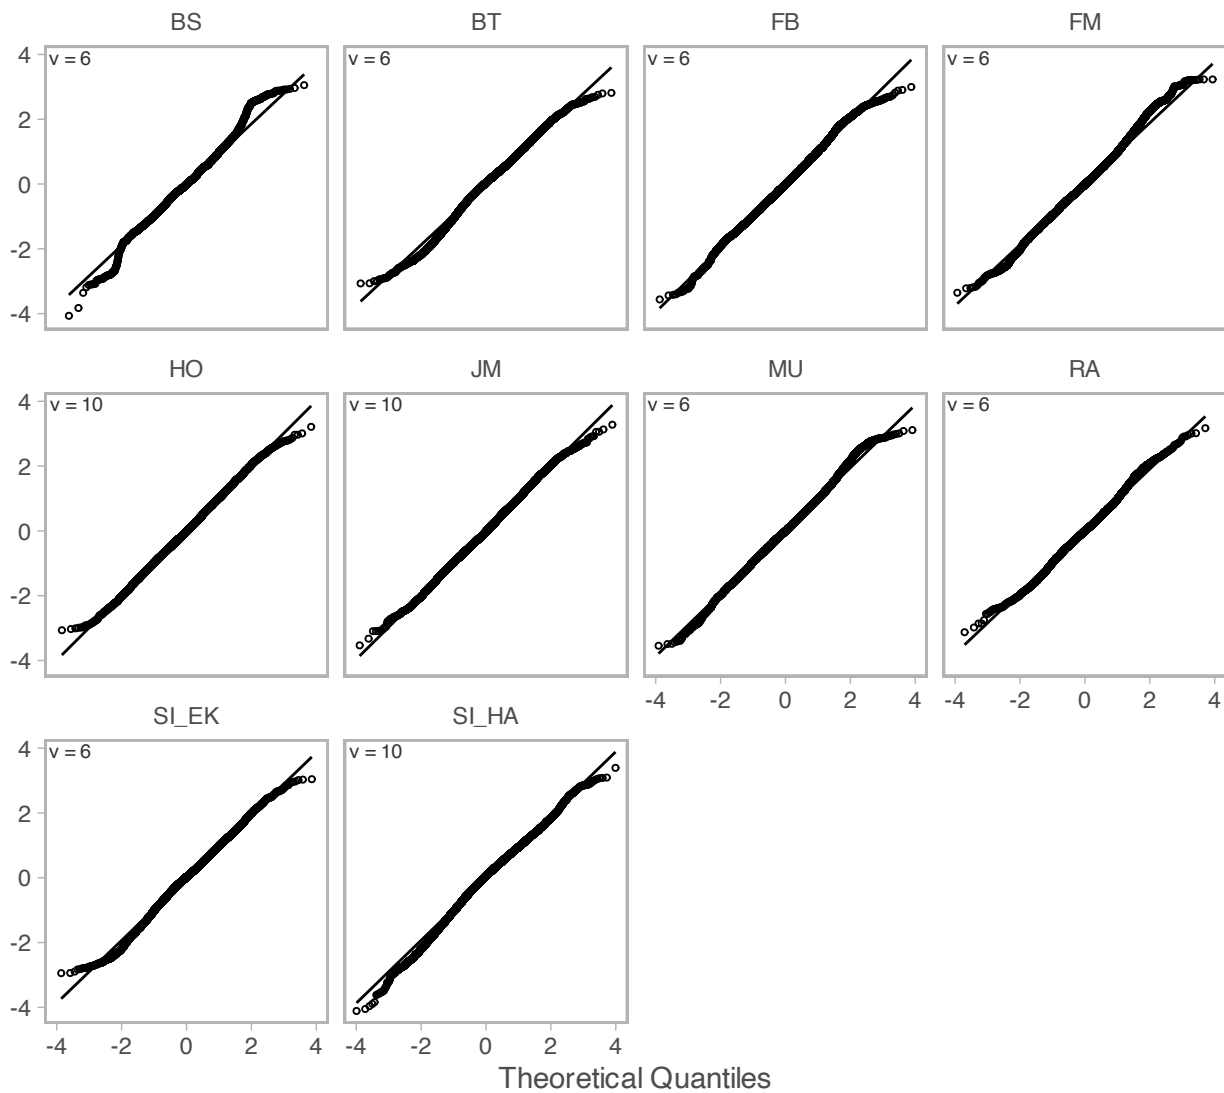 BS BT FB FM
4 v = 6 v = 6 v = 6 v = 6
2
0
-2
-4
HO JM MU RA
4 v = 10 v = 10 v = 6 v = 6
2
0
-2
-4
-4 -2 0 2 4 -4 -2 0 2 4
SI_EK SI_HA
4 v = 6 v = 10
2
0
-2
-4
-4 -2 0 2 4 -4 -2 0 2 4
Theoretical Quantiles